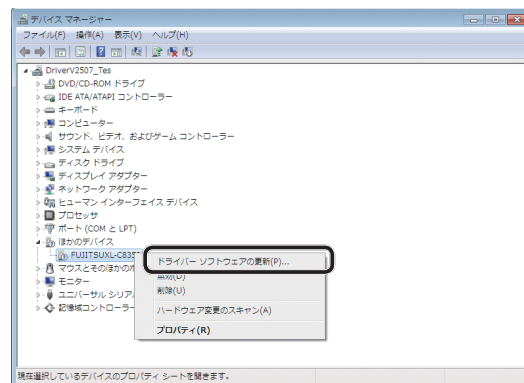 デバイス マネージャー
ファイル(F) 操作(A) 表示(V) ヘルプ(H)
DriverV2507_Tes
DVD/CD-ROM ドライブ
IDE ATA/ATAPI コントローラー
キーボード
コンピューター
サウンド、ビデオ、およびゲーム コントローラー
システム デバイス
ディスク ドライブ
ディスプレイ アダプター
ネットワーク アダプター
ヒューマン インターフェイス デバイス
プロセッサ
ポート (COM と LPT)
ほかのデバイス
FUJITSUXL-C835
ドライバー ソフトウェアの更新(P)...
マウスとそのほかのポ
無効(D)
モニター
削除(U)
ユニバーサル シリア
記憶域コントローラー
ハードウェア変更のスキャン(A)
プロパティ(R)
現在選択しているデバイスのプロパティ シートを開きます。